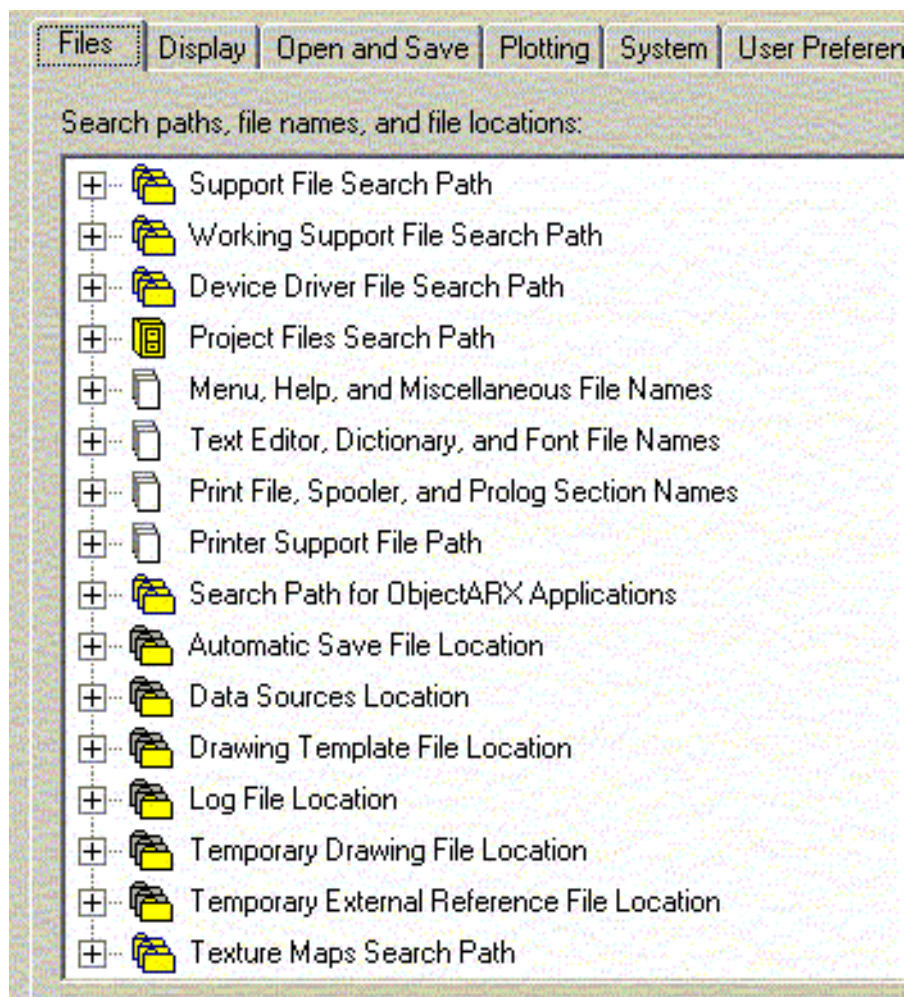 Files Display Open and Save Plotting System User Preferen
Search paths, file names, and file locations:
Support File Search Path
Working Support File Search Path
Device Driver File Search Path
Project Files Search Path
Menu, Help, and Miscellaneous File Names
Text Editor, Dictionary, and Font File Names
Print File, Spooler, and Prolog Section Names
Printer Support File Path
Search Path for ObjectARX Applications
Automatic Save File Location
Data Sources Location
Drawing Template File Location
Log File Location
Temporary Drawing File Location
Temporary External Reference File Location
Texture Maps Search Path